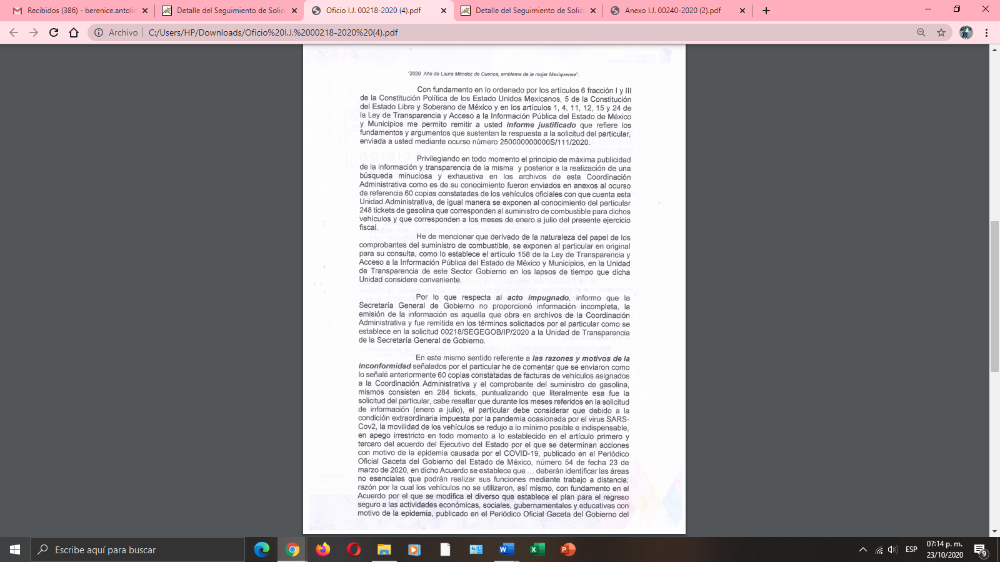 Recibidos (386) - berenice.antolin
Detalle del Seguimiento de Solic
Oficio I.J. 00218-2020 (4).pdf
Detalle del Seguimiento de Solic
Anexo I.J. 00240-2020 (2).pdf
Archivo | C:/Users/HP/Downloads/Oficio%20I.J.%2000218-2020%20(4).pdf
"2020. Año de Laura Méndez de Cuenca, emblema de la mujer Mexiquense".
Con fundamento en lo ordenado por los artículos 6 fracción I y III
de la Constitución Política de los Estado Unidos Mexicanos, 5 de la Constitución
del Estado Libre y Soberano de México y en los artículos 1, 4, 11, 12, 15 y 24 de
la Ley de Transparencia y Acceso a la Información Pública del Estado de México
y Municipios me permito remitir a usted informe justificado que refiere los
fundamentos y argumentos que sustentan la respuesta a la solicitud del particular,
enviada a usted mediante ocurso número 250000000000S/111/2020.
Privilegiando en todo momento el principio de máxima publicidad
de la información y transparencia de la misma y posterior a la realización de una
búsqueda minuciosa y exhaustiva en los archivos de esta Coordinación
Administrativa como es de su conocimiento fueron enviados en anexos al ocurso
de referencia 60 copias constatadas de los vehículos oficiales con que cuenta esta
Unidad Administrativa, de igual manera se exponen al conocimiento del particular
248 tickets de gasolina que corresponden al suministro de combustible para dichos
vehículos y que corresponden a los meses de enero a julio del presente ejercicio
fiscal.
He de mencionar que derivado de la naturaleza del papel de los
comprobantes del suministro de combustible, se exponen al particular en original
para su consulta, como lo establece el artículo 158 de la Ley de Transparencia y
Acceso a la Información Pública del Estado de México y Municipios, en la Unidad
de Transparencia de este Sector Gobierno en los lapsos de tiempo que dicha
Unidad considere conveniente.
Por lo que respecta al acto impugnado, informo que la
Secretaría General de Gobierno no proporcionó información incompleta, la
emisión de la información es aquella que obra en archivos de la Coordinación
Administrativa y fue remitida en los términos solicitados por el particular como se
establece en la solicitud 00218/SEGEGOB/IP/2020 a la Unidad de Transparencia
de la Secretaría General de Gobierno.
En este mismo sentido referente a las razones y motivos de la
inconformidad señalados por el particular he de comentar que se enviaron como
lo señalé anteriormente 60 copias constatadas de facturas de vehículos asignados
a la Coordinación Administrativa y el comprobante del suministro de gasolina,
mismos consisten en 284 tickets, puntualizando que literalmente esa fue la
solicitud del particular, cabe resaltar que durante los meses referidos en la solicitud
de información (enero a julio), el particular debe considerar que debido a la
condición extraordinaria impuesta por la pandemia ocasionada por el virus SARS-
Cov2, la movilidad de los vehículos se redujo a lo mínimo posible e indispensable,
en apego irrestricto en todo momento a lo establecido en el artículo primero y
tercero del acuerdo del Ejecutivo del Estado por el que se determinan acciones
con motivo de la epidemia causada por el COVID-19, publicado en el Periódico
Oficial Gaceta del Gobierno del Estado de México, número 54 de fecha 23 de
marzo de 2020, en dicho Acuerdo se establece que ... deberán identificar las áreas
no esenciales que podrán realizar sus funciones mediante trabajo a distancia;
razón por la cual los vehículos no se utilizaron, así mismo, con fundamento en el
Acuerdo por el que se modifica el diverso que establece el plan para el regreso
seguro a las actividades económicas, sociales, gubernamentales y educativas con
motivo de la epidemia, publicado en el Periódico Oficial Gaceta del Gobierno del
Escribe aquí para buscar
ESP
07:14 p. m.
23/10/2020
9